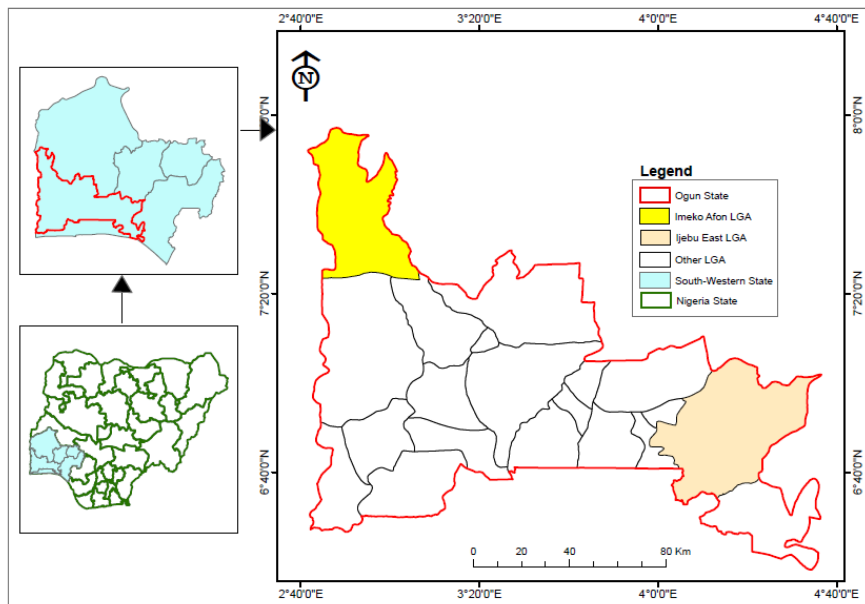 2°40'0"E 3°20'0"E 4°0'0"E 4°40'0"E
N
8°0'0"N
8°0'0"N
7°20'0"N
7°20'0"N
6°40'0"N
6°40'0"N
Legend
Ogun State
Imeko Afon LGA
Ijebu East LGA
Other LGA
South-Western State
Nigeria State
0 20 40 80 Km
2°40'0"E 3°20'0"E 4°0'0"E 4°40'0"E